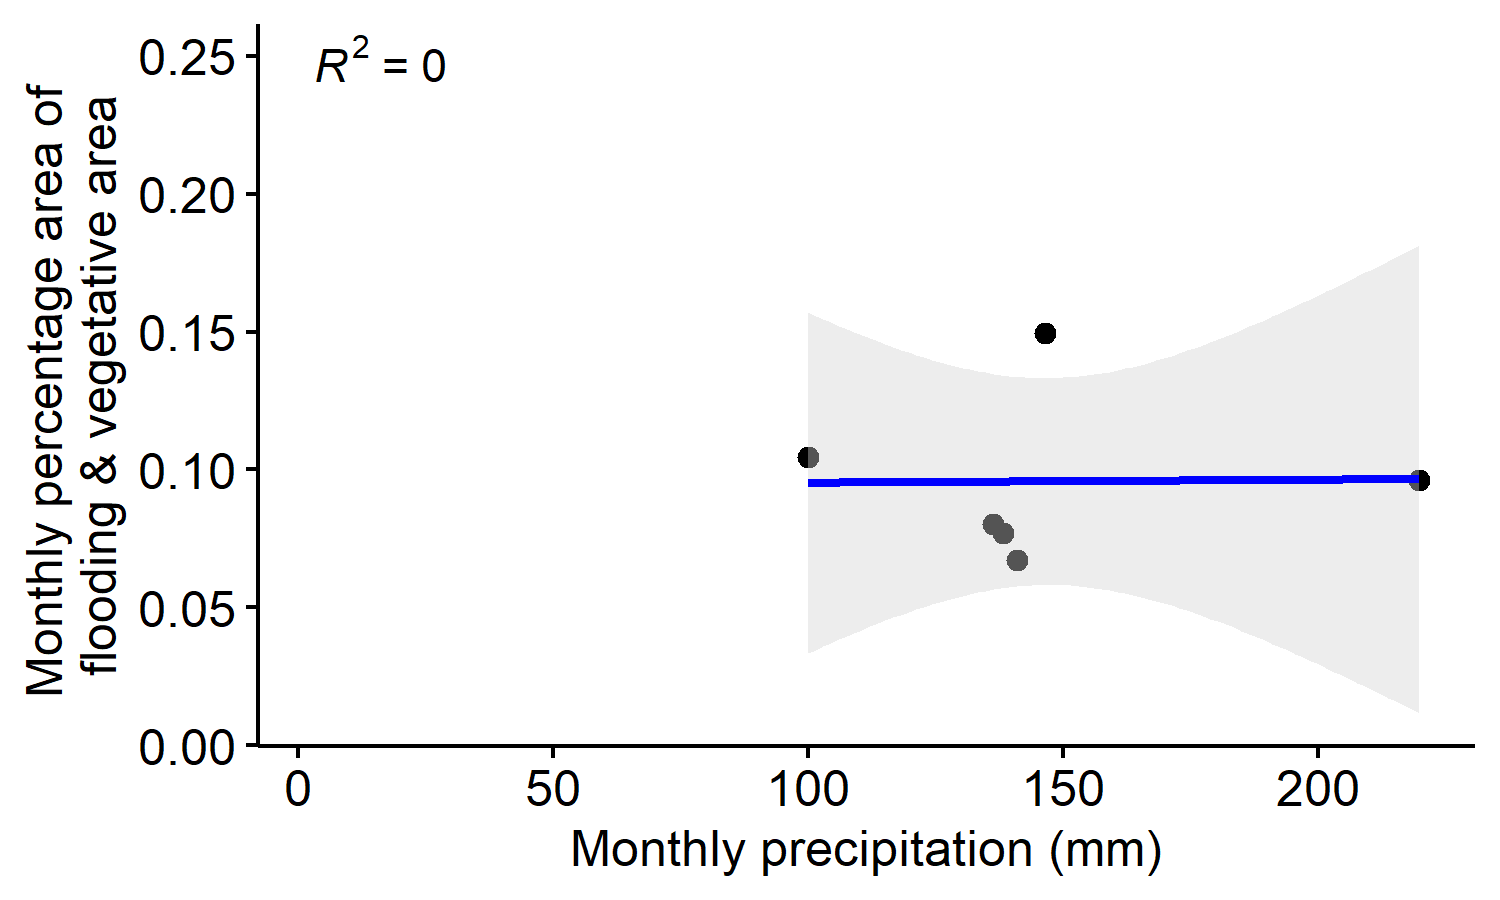 Monthly percentage area of
flooding & vegetative area
0.25
0.20
0.15
0.10
0.05
0.00
R² = 0
0 50 100 150 200
Monthly precipitation (mm)